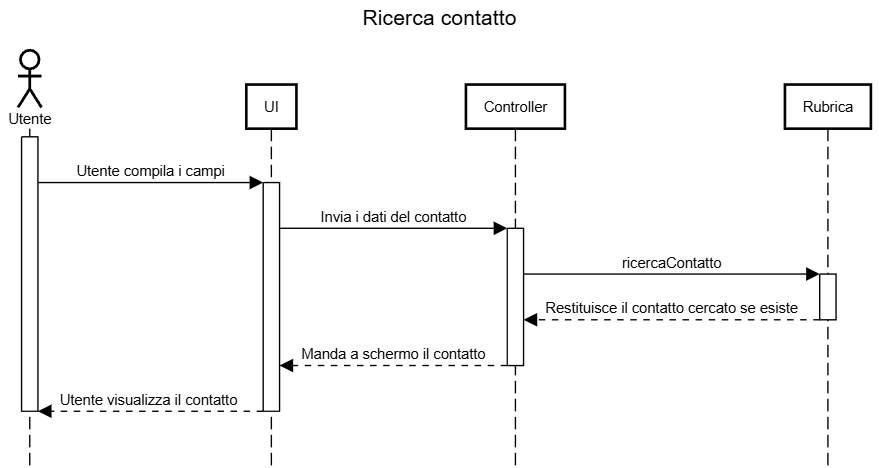 Ricerca contatto
Utente
UI
Controller
Rubrica
Utente compila i campi
Invia i dati del contatto
ricercaContatto
Restituisce il contatto cercato se esiste
Manda a schermo il contatto
Utente visualizza il contatto